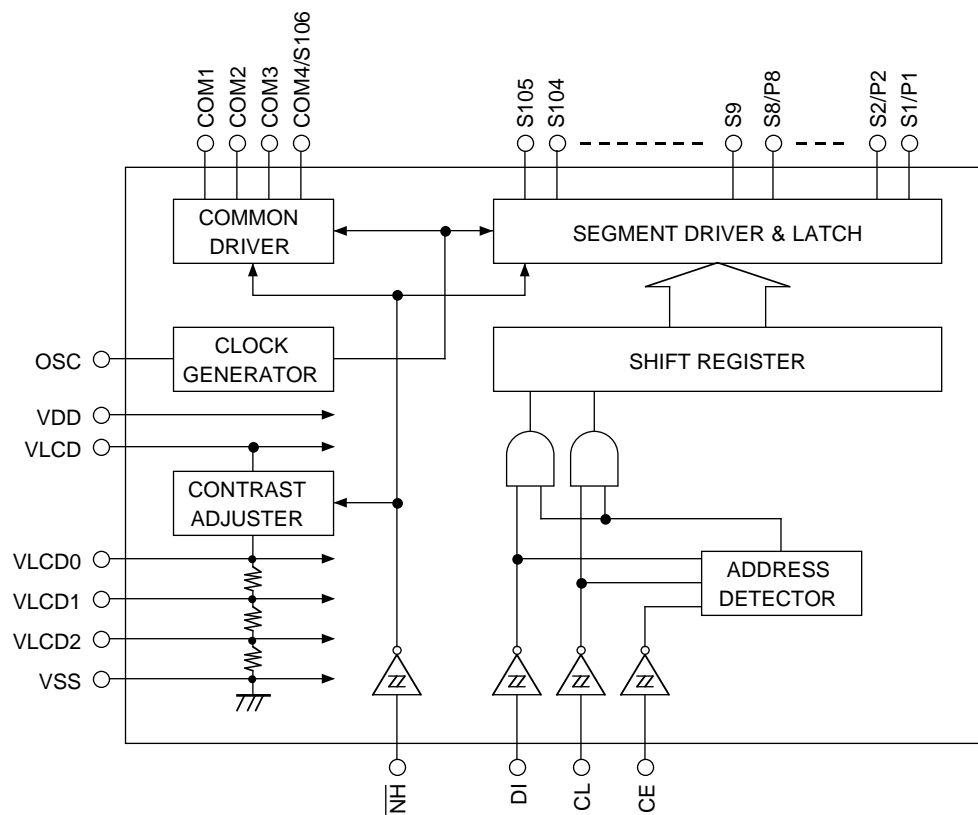 COM1
COM2
COM3
COM4/S106
S105
S104
S9
S8/P8
S2/P2
S1/P1
COMMON
DRIVER
SEGMENT DRIVER & LATCH
OSC
CLOCK
GENERATOR
SHIFT REGISTER
VDD
VLCD
CONTRAST
ADJUSTER
VLCD0
VLCD1
VLCD2
VSS
ADDRESS
DETECTOR
NH
DI
CL
CE